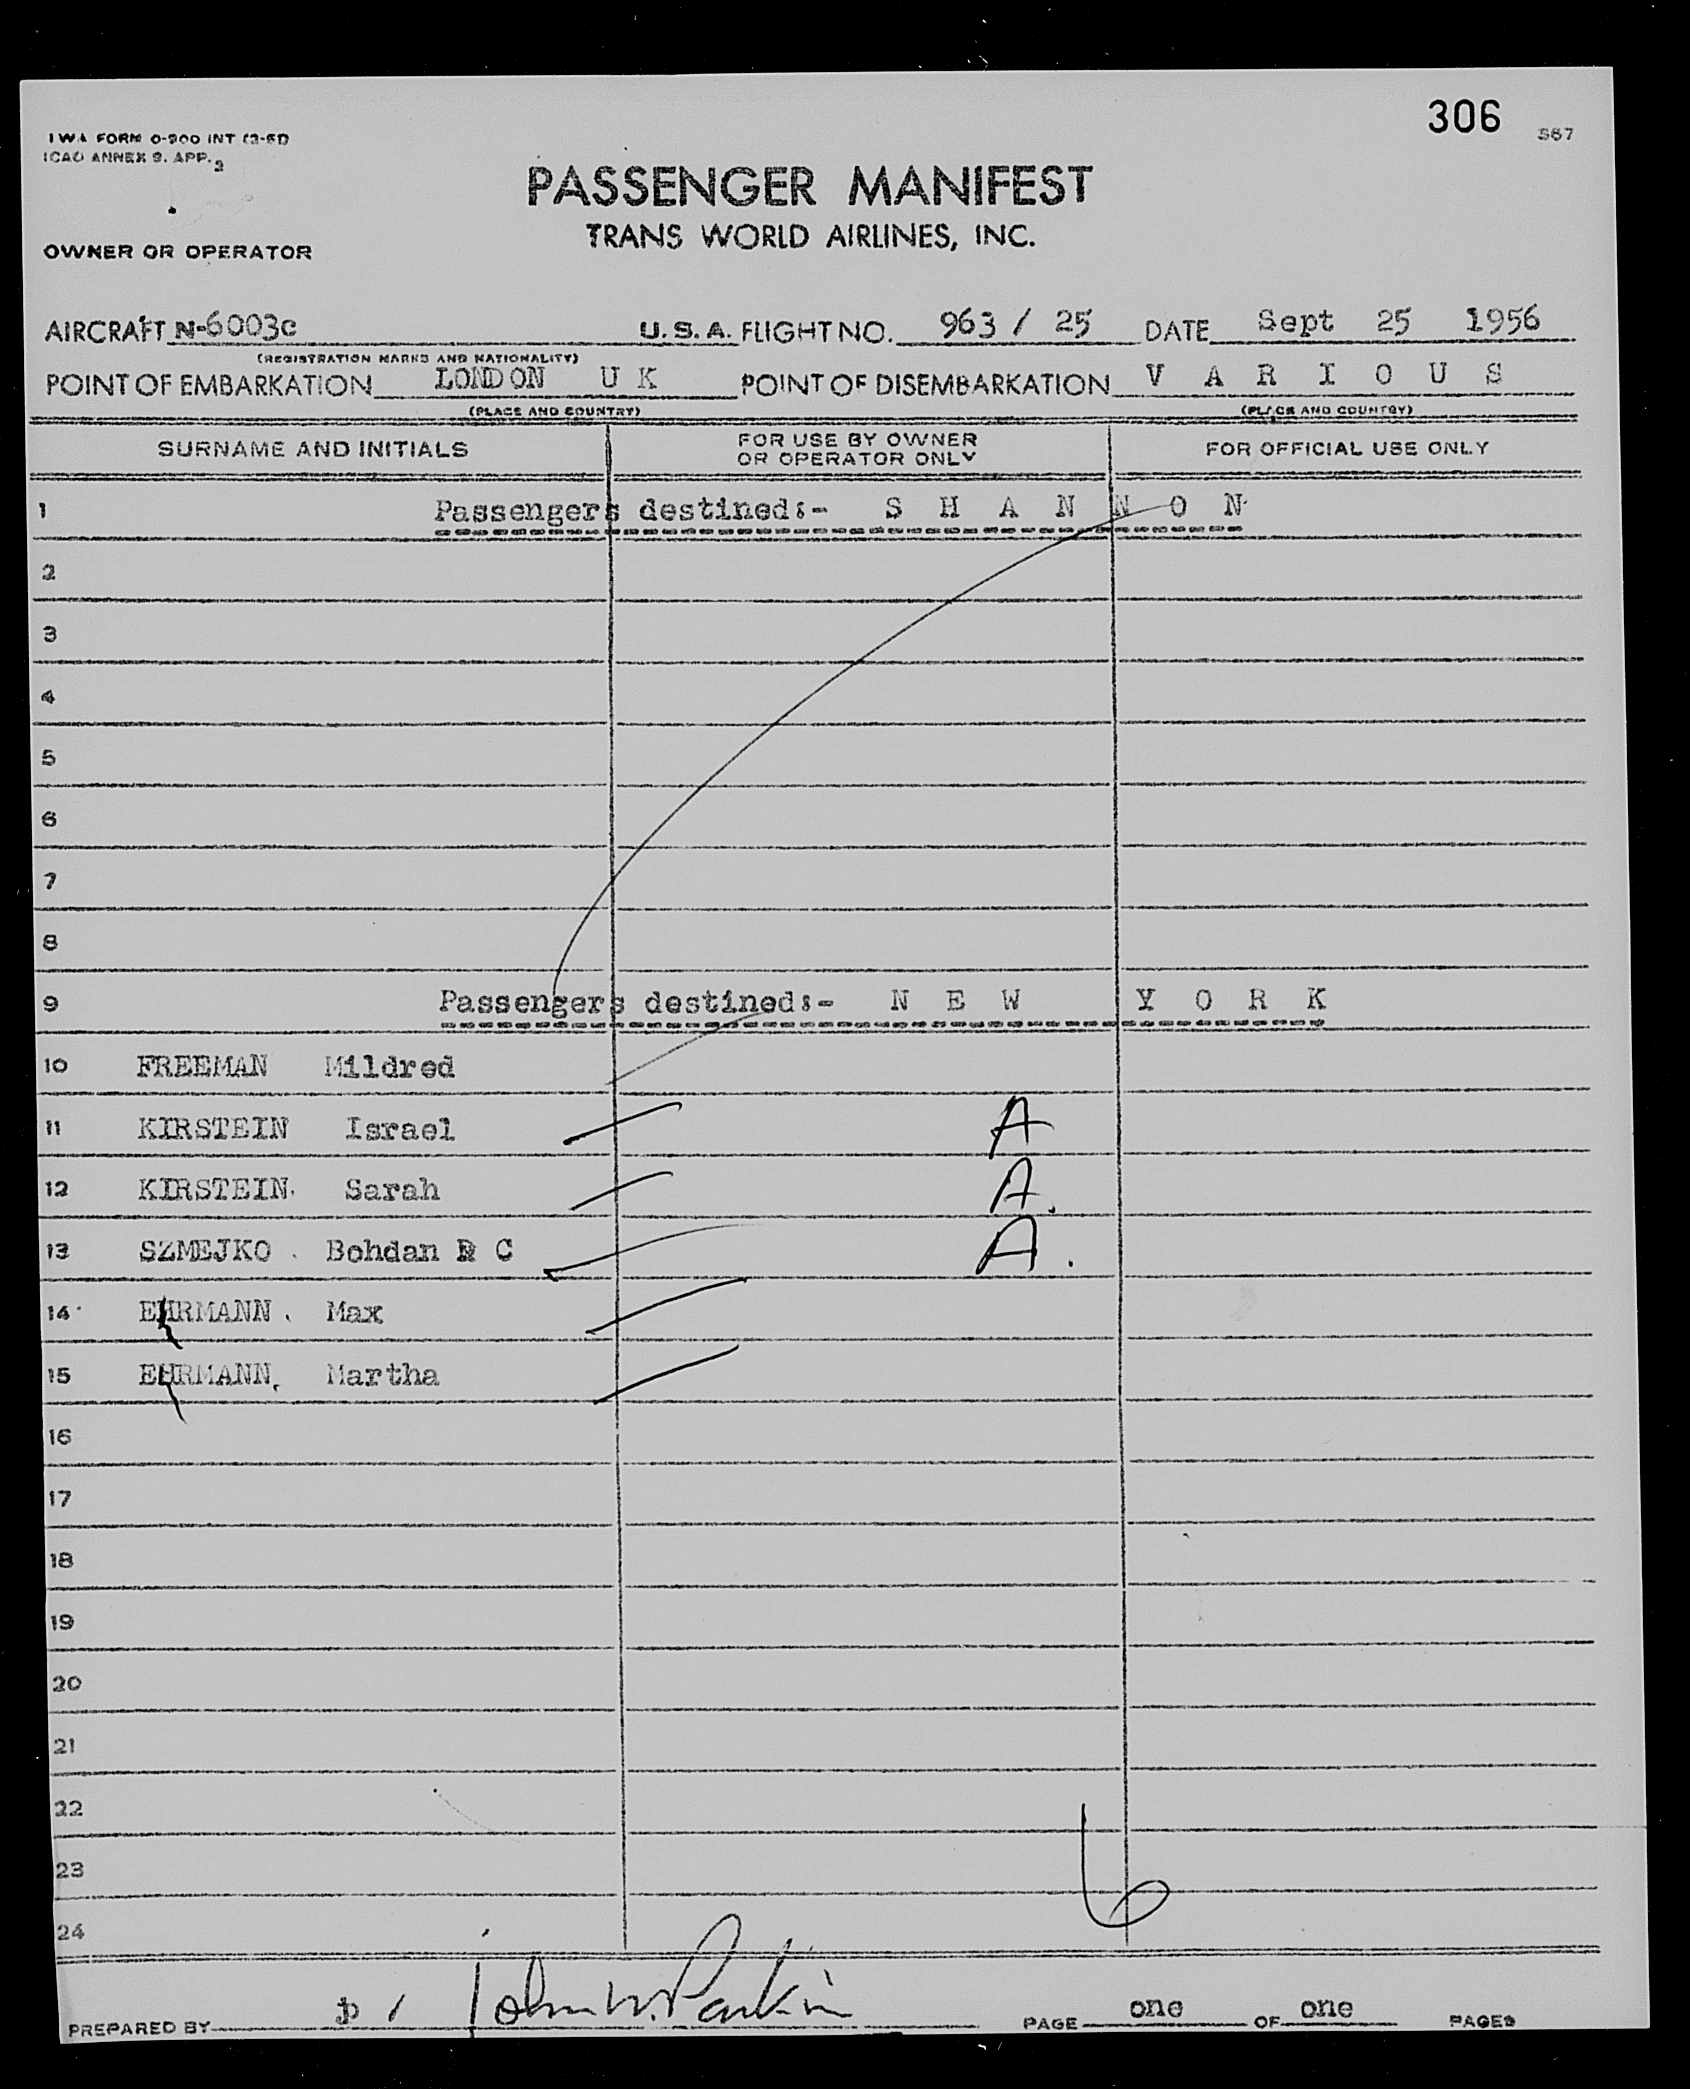 306
S67
TWA FORM O-900 INT (3-51)
ICAO ANNEX 9. APP. 2
PASSENGER MANIFEST
TRANS WORLD AIRLINES, INC.
OWNER OR OPERATOR
AIRCRAFT N-6003c U.S.A. FLIGHT NO. 963 / 25 DATE Sept 25 1956
(REGISTRATION MARKS AND NATIONALITY)
POINT OF EMBARKATION LONDON U K POINT OF DISEMBARKATION V A R I O U S
(PLACE AND COUNTRY) (PLACE AND COUNTRY)
SURNAME AND INITIALS FOR USE BY OWNER OR OPERATOR ONLY FOR OFFICIAL USE ONLY
1 Passengers destined:- S H A N N O N
2
3
4
5
6
7
8
9 Passengers destined:- N E W Y O R K
10 FREEMAN Mildred
11 KIRSTEIN Israel A
12 KIRSTEIN. Sarah A.
13 SZMEJKO . Bohdan R C A.
14 EHRMANN . Max
15 EHRMANN, Martha
16
17
18
19
20
21
22
23
24
6
PREPARED BY John W. Parkin PAGE one OF one PAGES